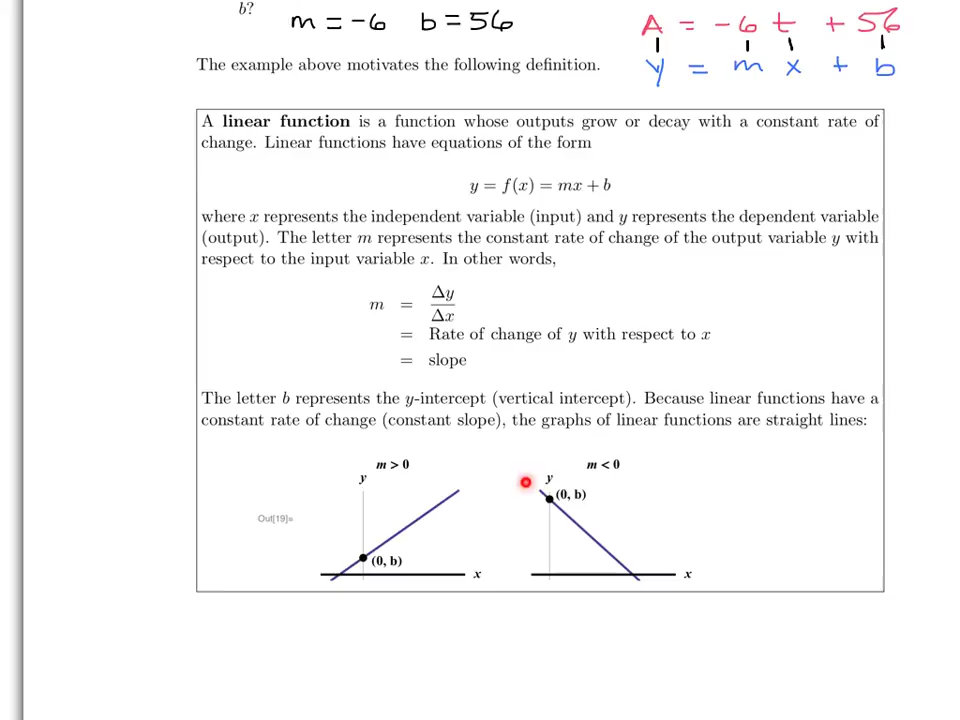 b?
m = -6 b = 56
A = -6 t + 56
The example above motivates the following definition.
y = m x + b
A linear function is a function whose outputs grow or decay with a constant rate of
change. Linear functions have equations of the form
y = f(x) = mx + b
where x represents the independent variable (input) and y represents the dependent variable
(output). The letter m represents the constant rate of change of the output variable y with
respect to the input variable x. In other words,
m = Δy/Δx
= Rate of change of y with respect to x
= slope
The letter b represents the y-intercept (vertical intercept). Because linear functions have a
constant rate of change (constant slope), the graphs of linear functions are straight lines:
m > 0 m < 0
y y
(0, b)
Out[19]=
(0, b)
x x